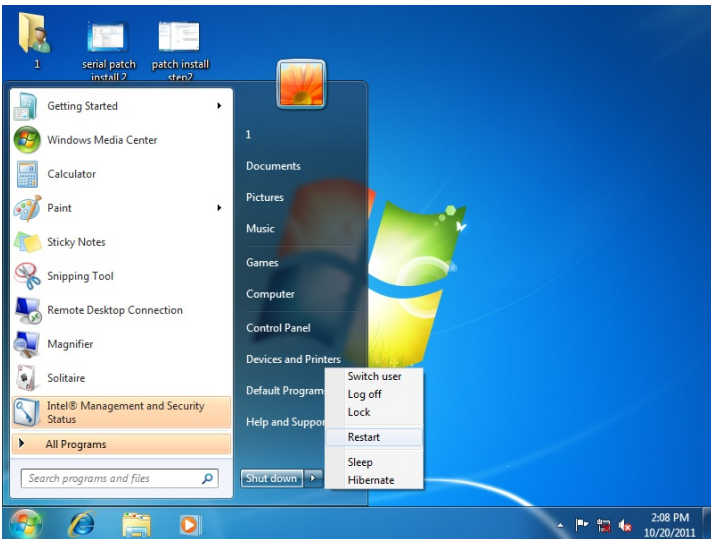 1
serial patch
install 2
patch install
step2
Getting Started
Windows Media Center
Calculator
Paint
Sticky Notes
Snipping Tool
Remote Desktop Connection
Magnifier
Solitaire
Intel® Management and Security
Status
All Programs
Search programs and files
1
Documents
Pictures
Music
Games
Computer
Control Panel
Devices and Printers
Default Program
Help and Suppor
Shut down
Switch user
Log off
Lock
Restart
Sleep
Hibernate
2:08 PM
10/20/2011